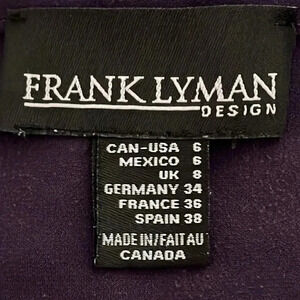 FRANK LYMAN
DESIGN
CAN-USA 6
MEXICO 6
UK 8
GERMANY 34
FRANCE 36
SPAIN 38
MADE IN/FAIT AU
CANADA